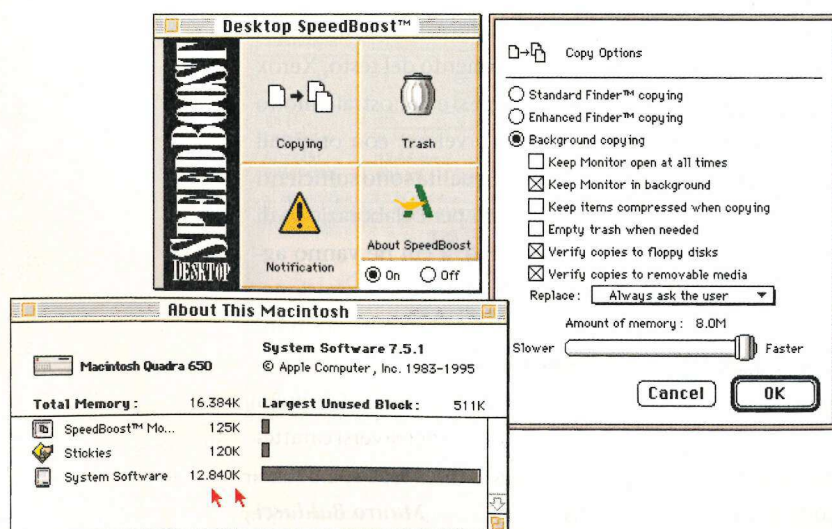 Desktop SpeedBoost™
DESKTOP SPEEDBOOST
Copying
Trash
Notification
About SpeedBoost
On Off
Copy Options
Standard Finder™ copying
Enhanced Finder™ copying
Background copying
Keep Monitor open at all times
Keep Monitor in background
Keep items compressed when copying
Empty trash when needed
Verify copies to floppy disks
Verify copies to removable media
Replace: Always ask the user
Amount of memory: 8.0M
Slower Faster
Cancel OK
About This Macintosh
Macintosh Quadra 650
System Software 7.5.1
© Apple Computer, Inc. 1983-1995
Total Memory: 16.384K Largest Unused Block: 511K
SpeedBoost™ Mo... 125K
Stickies 120K
System Software 12.840K